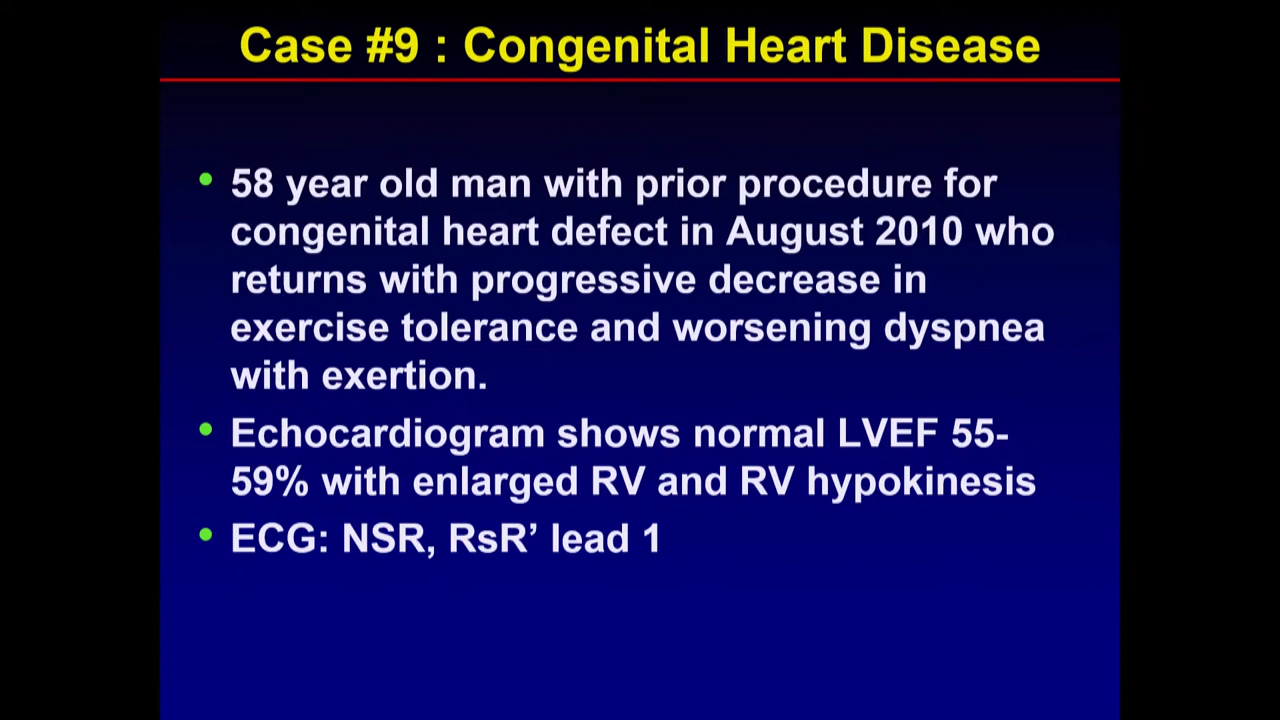 Case #9 : Congenital Heart Disease
• 58 year old man with prior procedure for
congenital heart defect in August 2010 who
returns with progressive decrease in
exercise tolerance and worsening dyspnea
with exertion.
• Echocardiogram shows normal LVEF 55-
59% with enlarged RV and RV hypokinesis
• ECG: NSR, RsR’ lead 1